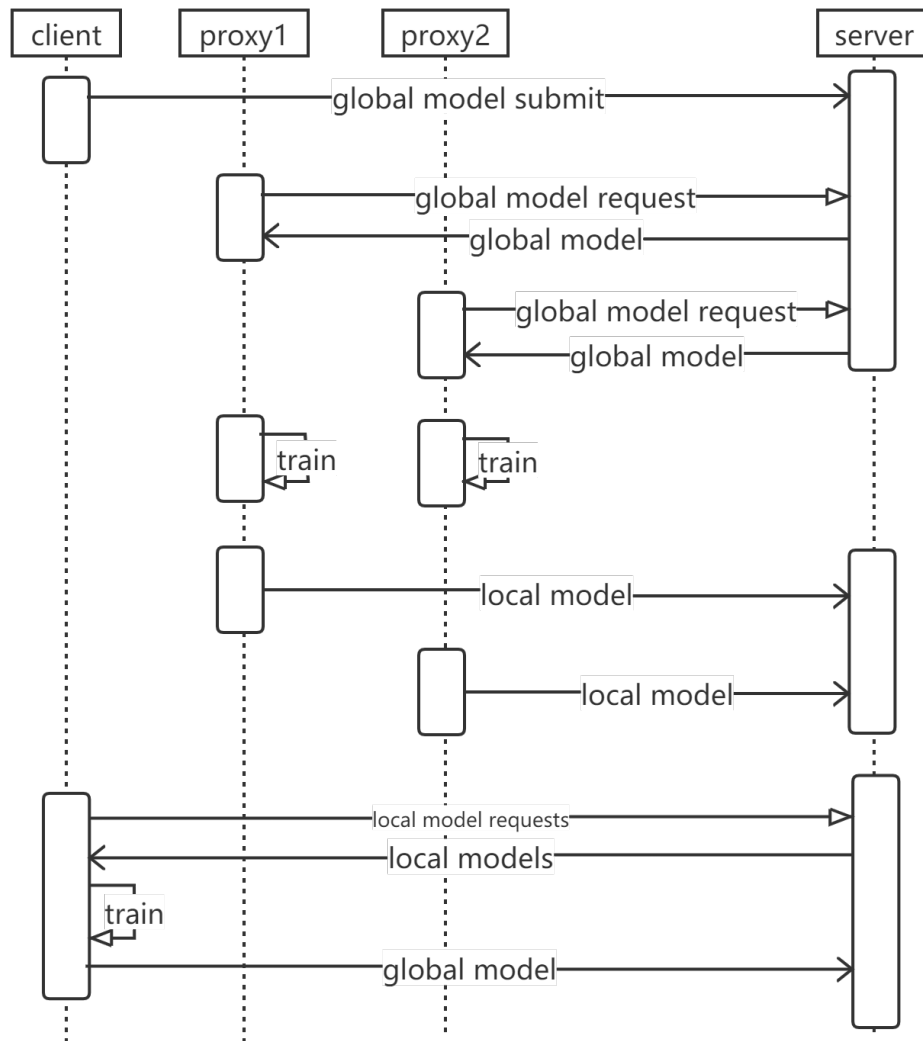 client
proxy1
proxy2
server
global model submit
global model request
global model
global model request
global model
train
train
local model
local model
local model requests
local models
train
global model